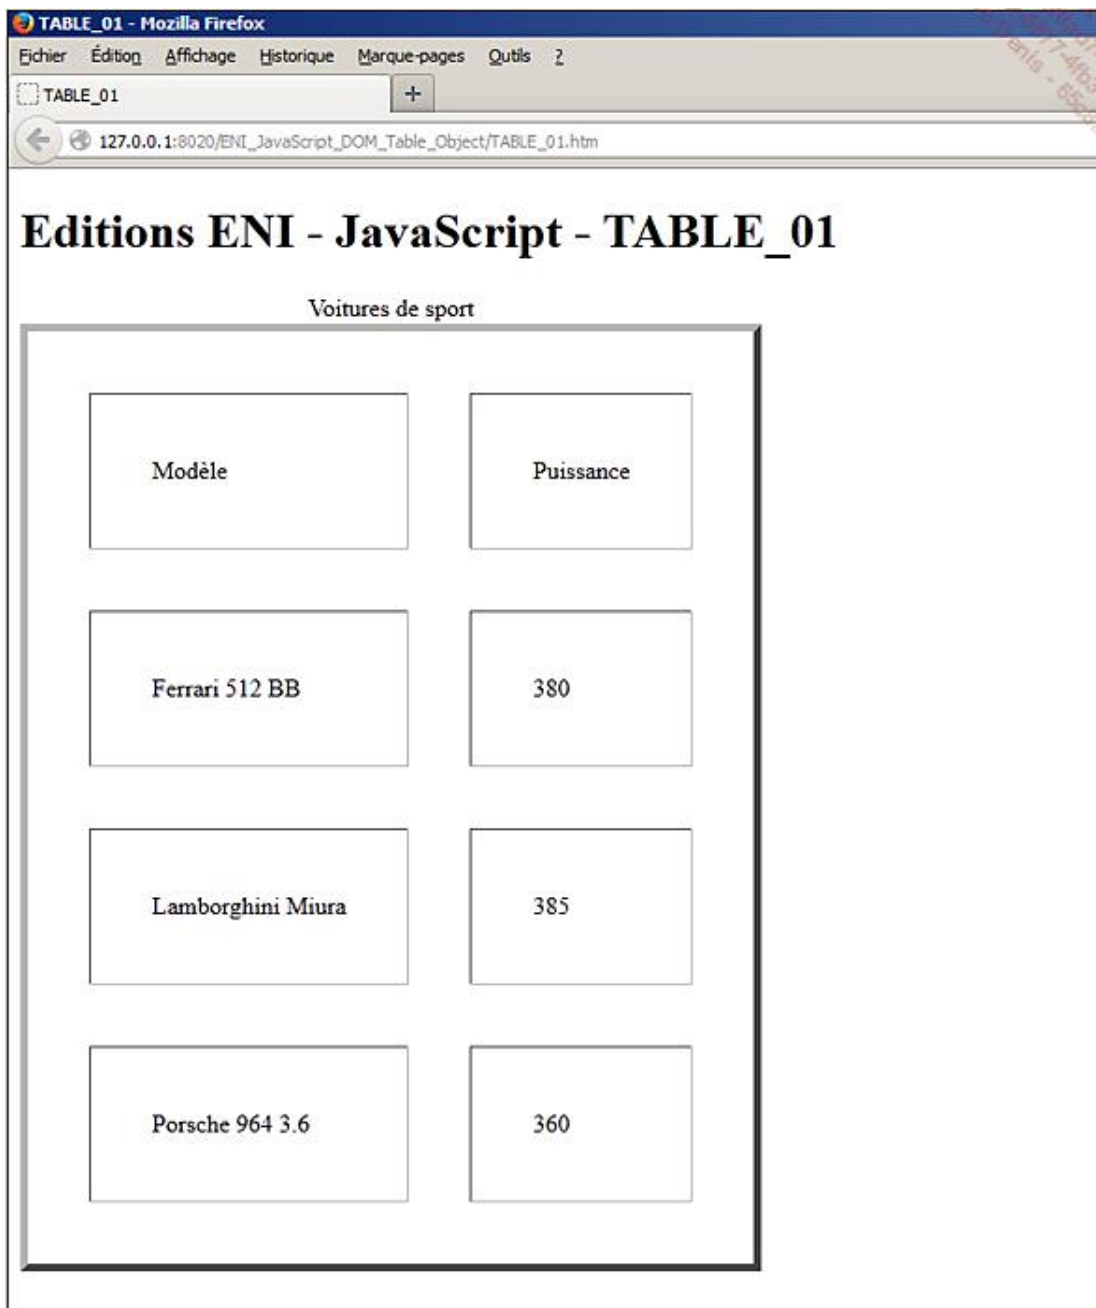 TABLE_01 - Mozilla Firefox
Fichier Édition Affichage Historique Marque-pages Outils ?
TABLE_01 +
127.0.0.1:8020/ENI_JavaScript_DOM_Table_Object/TABLE_01.htm
Editions ENI - JavaScript - TABLE_01
Voitures de sport
Modèle Puissance
Ferrari 512 BB 380
Lamborghini Miura 385
Porsche 964 3.6 360